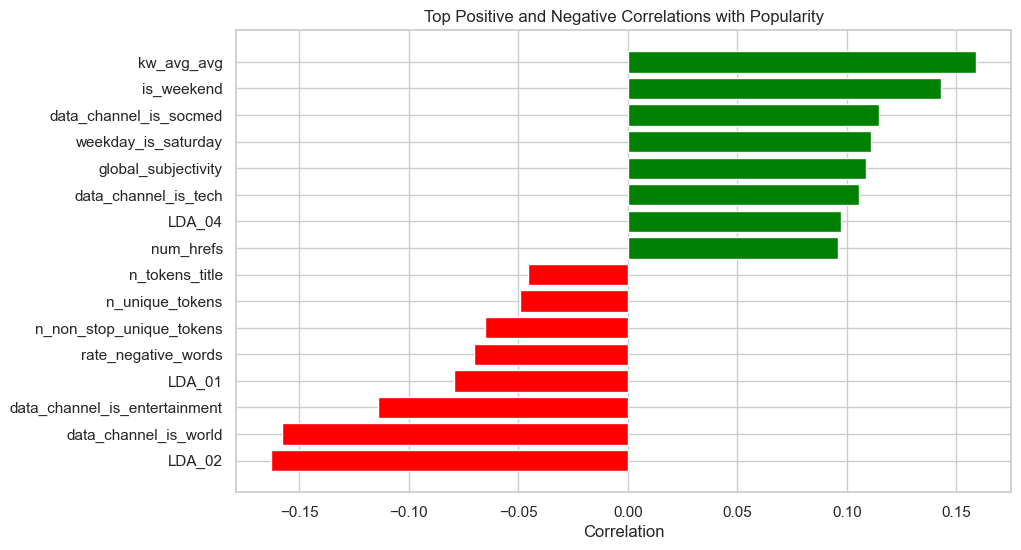 Top Positive and Negative Correlations with Popularity
kw_avg_avg
is_weekend
data_channel_is_socmed
weekday_is_saturday
global_subjectivity
data_channel_is_tech
LDA_04
num_hrefs
n_tokens_title
n_unique_tokens
n_non_stop_unique_tokens
rate_negative_words
LDA_01
data_channel_is_entertainment
data_channel_is_world
LDA_02
−0.15 −0.10 −0.05 0.00 0.05 0.10 0.15
Correlation